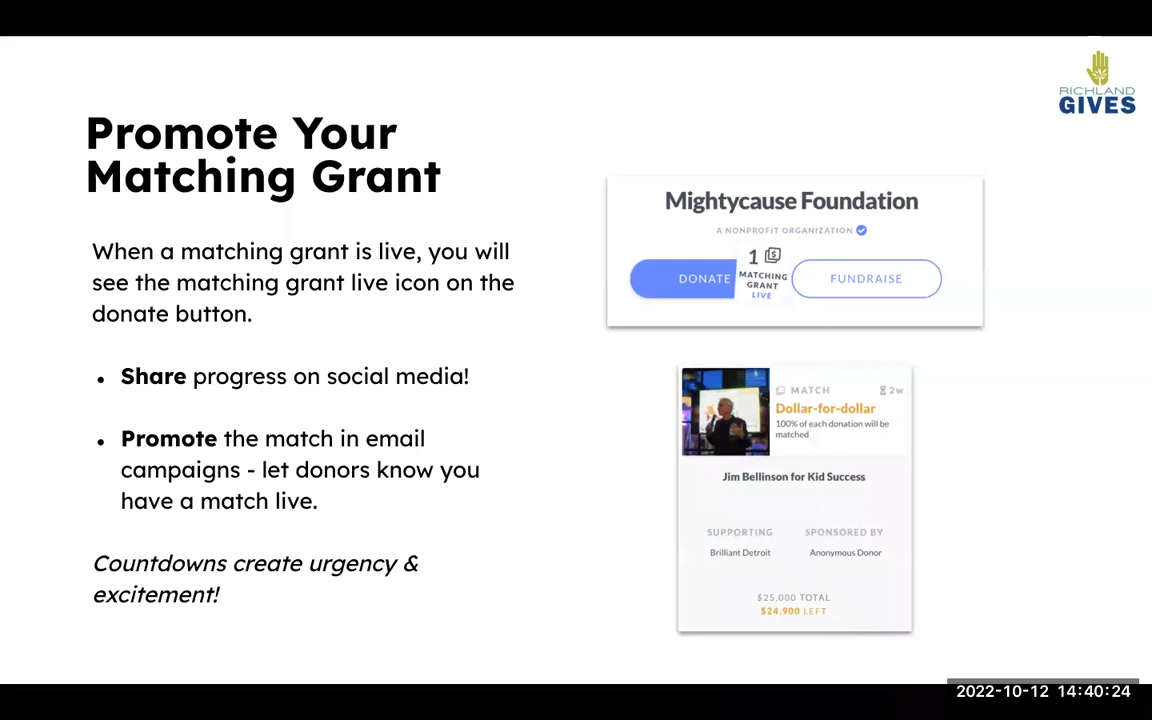 RICHLAND
GIVES
Promote Your
Matching Grant
When a matching grant is live, you will
see the matching grant live icon on the
donate button.
• Share progress on social media!
• Promote the match in email
campaigns - let donors know you
have a match live.
Countdowns create urgency &
excitement!
Mightycause Foundation
A NONPROFIT ORGANIZATION
DONATE
1
MATCHING
GRANT
LIVE
FUNDRAISE
MATCH
2w
Dollar-for-dollar
100% of each donation will be
matched
Jim Bellinson for Kid Success
SUPPORTING
Brilliant Detroit
SPONSORED BY
Anonymous Donor
$25,000 TOTAL
$24,900 LEFT
2022-10-12 14:40:24